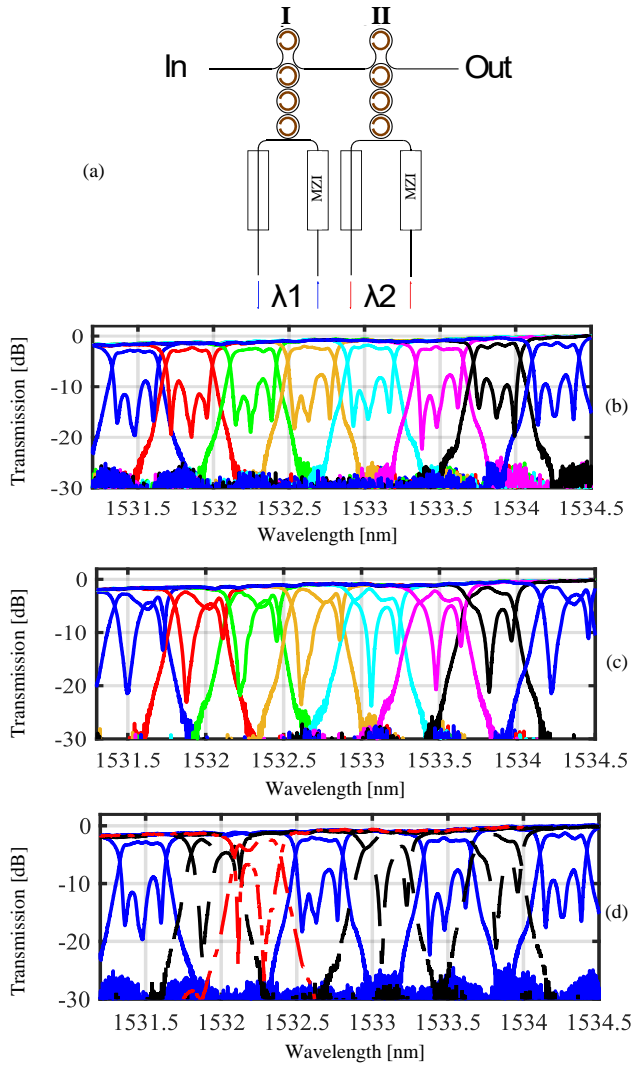 I II
In Out
(a)
MZI MZI
λ1 λ2
Transmission [dB]
0
-10
-20
-30
(b)
1531.5 1532 1532.5 1533 1533.5 1534 1534.5
Wavelength [nm]
Transmission [dB]
0
-10
-20
-30
(c)
1531.5 1532 1532.5 1533 1533.5 1534 1534.5
Wavelength [nm]
Transmission [dB]
0
-10
-20
-30
(d)
1531.5 1532 1532.5 1533 1533.5 1534 1534.5
Wavelength [nm]